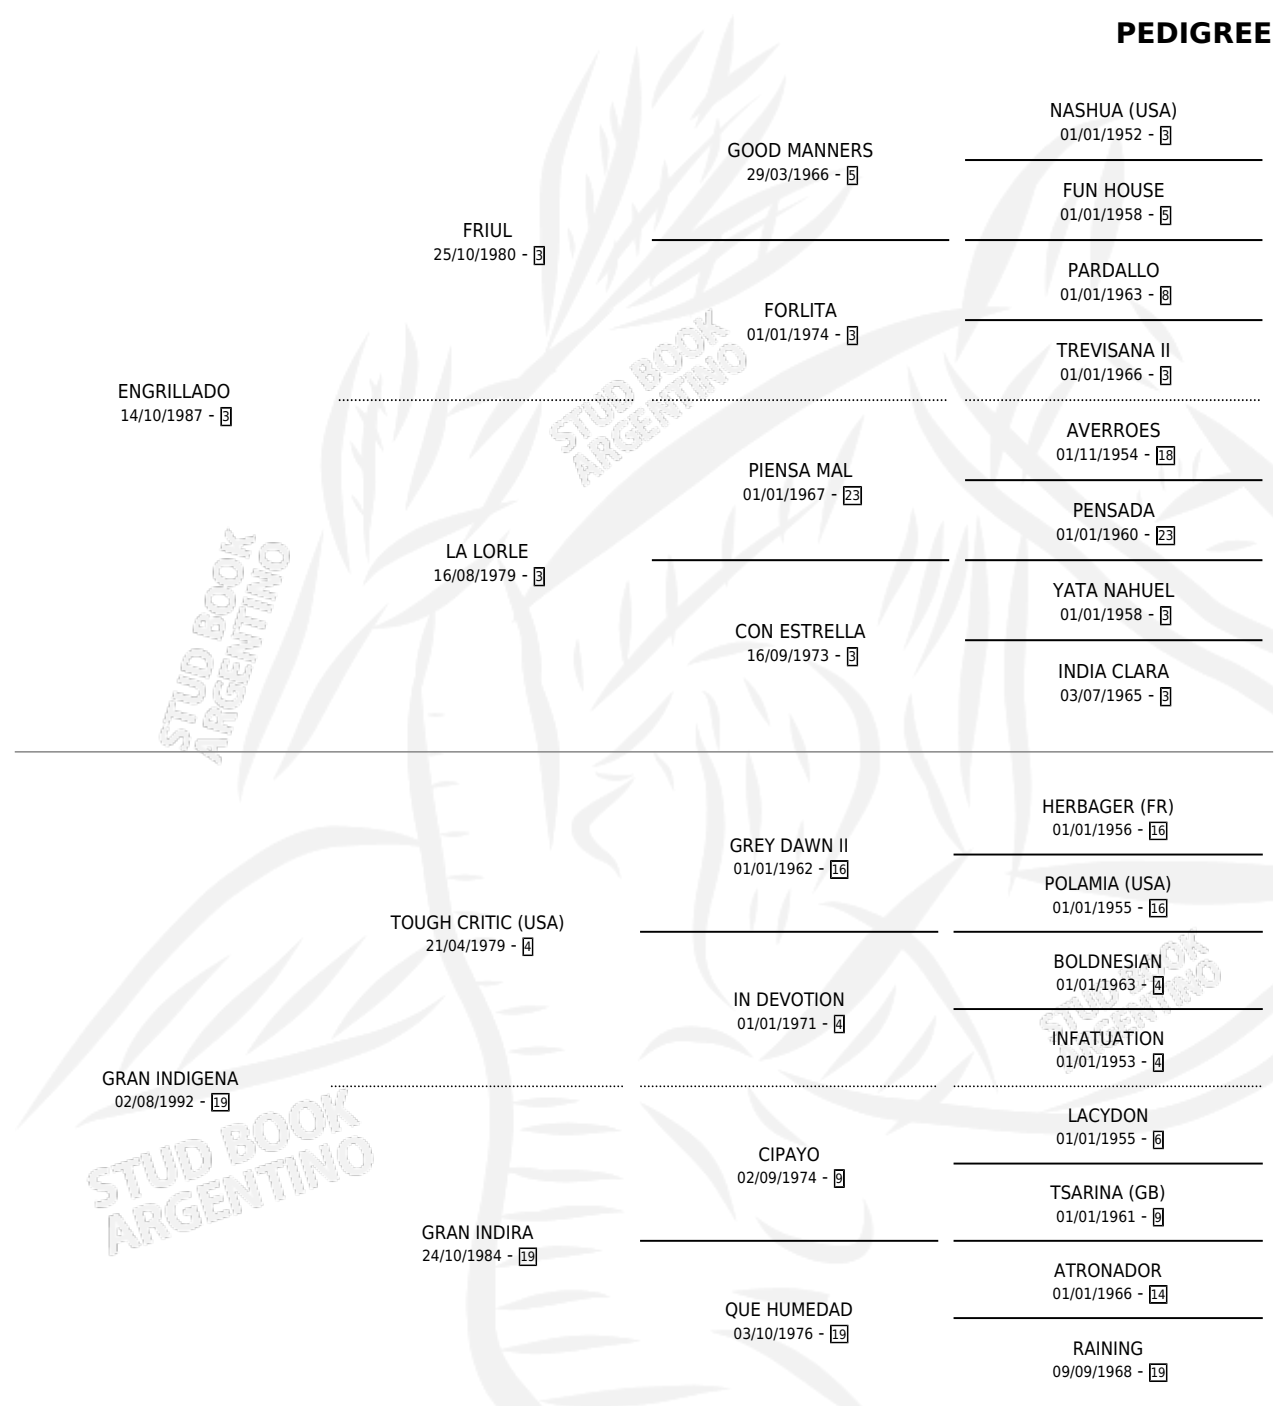 PEDIGREE
NASHUA (USA)
01/01/1952 - 3
GOOD MANNERS
29/03/1966 - 5
FUN HOUSE
01/01/1958 - 5
FRIUL
25/10/1980 - 3
PARDALLO
01/01/1963 - 8
FORLITA
01/01/1974 - 3
TREVISANA II
01/01/1966 - 3
ENGRILLADO
14/10/1987 - 3
AVERROES
01/11/1954 - 18
PIENSA MAL
01/01/1967 - 23
PENSADA
01/01/1960 - 23
LA LORLE
16/08/1979 - 3
YATA NAHUEL
01/01/1958 - 3
CON ESTRELLA
16/09/1973 - 3
INDIA CLARA
03/07/1965 - 3
HERBAGER (FR)
01/01/1956 - 16
GREY DAWN II
01/01/1962 - 16
POLAMIA (USA)
01/01/1955 - 16
TOUGH CRITIC (USA)
21/04/1979 - 4
BOLDNESIAN
01/01/1963 - 4
IN DEVOTION
01/01/1971 - 4
INFATUATION
01/01/1953 - 4
GRAN INDIGENA
02/08/1992 - 19
LACYDON
01/01/1955 - 6
CIPAYO
02/09/1974 - 9
TSARINA (GB)
01/01/1961 - 9
GRAN INDIRA
24/10/1984 - 19
ATRONADOR
01/01/1966 - 14
QUE HUMEDAD
03/10/1976 - 19
RAINING
09/09/1968 - 19
STUD BOOK
ARGENTINO
STUD BOOK
ARGENTINO
STUD BOOK
ARGENTINO
STUD BOOK
ARGENTINO